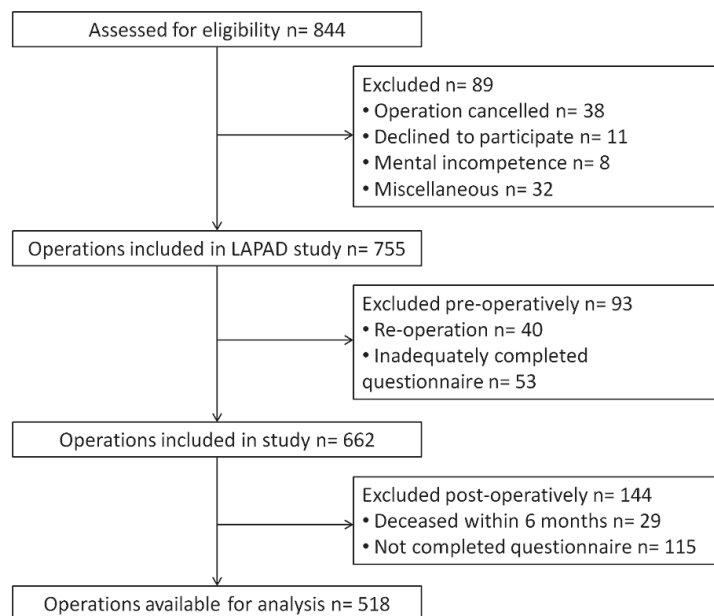 Assessed for eligibility n= 844
Excluded n= 89
• Operation cancelled = 38
• Declined to participate = 11
• Mental incompetence n= 8
• Miscellaneous n= 32
Operations included in LAPAD study n= 755
Excluded pre-operatively n= 93
• Re-operation n= 40
• Inadequately completed
questionnaire n= 53
Operations included in study n= 662
Excluded post-operatively n= 144
• Deceased within 6 months n= 29
• Not completed questionnaire n= 115
Operations available for analysis n= 518